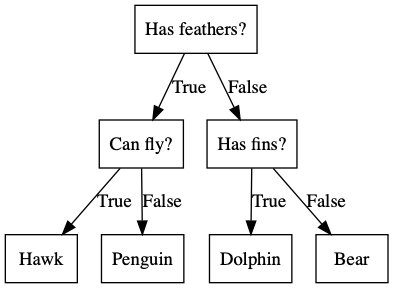 Has feathers?
True
False
Can fly?
Has fins?
True
False
True
False
Hawk
Penguin
Dolphin
Bear